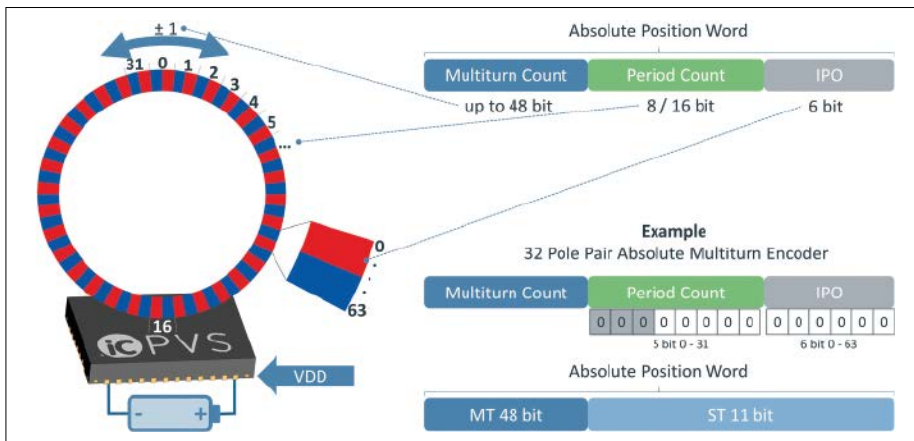 ± 1
31 0 1 2 3 4 5 ...
16
iC PVS
VDD
- +
0
63
Absolute Position Word
Multiturn Count Period Count IPO
up to 48 bit 8 / 16 bit 6 bit
Example
32 Pole Pair Absolute Multiturn Encoder
Multiturn Count Period Count IPO
0 0 0 0 0 0 0 0 0 0 0 0 0 0
5 bit 0 - 31 6 bit 0 - 63
Absolute Position Word
MT 48 bit ST 11 bit